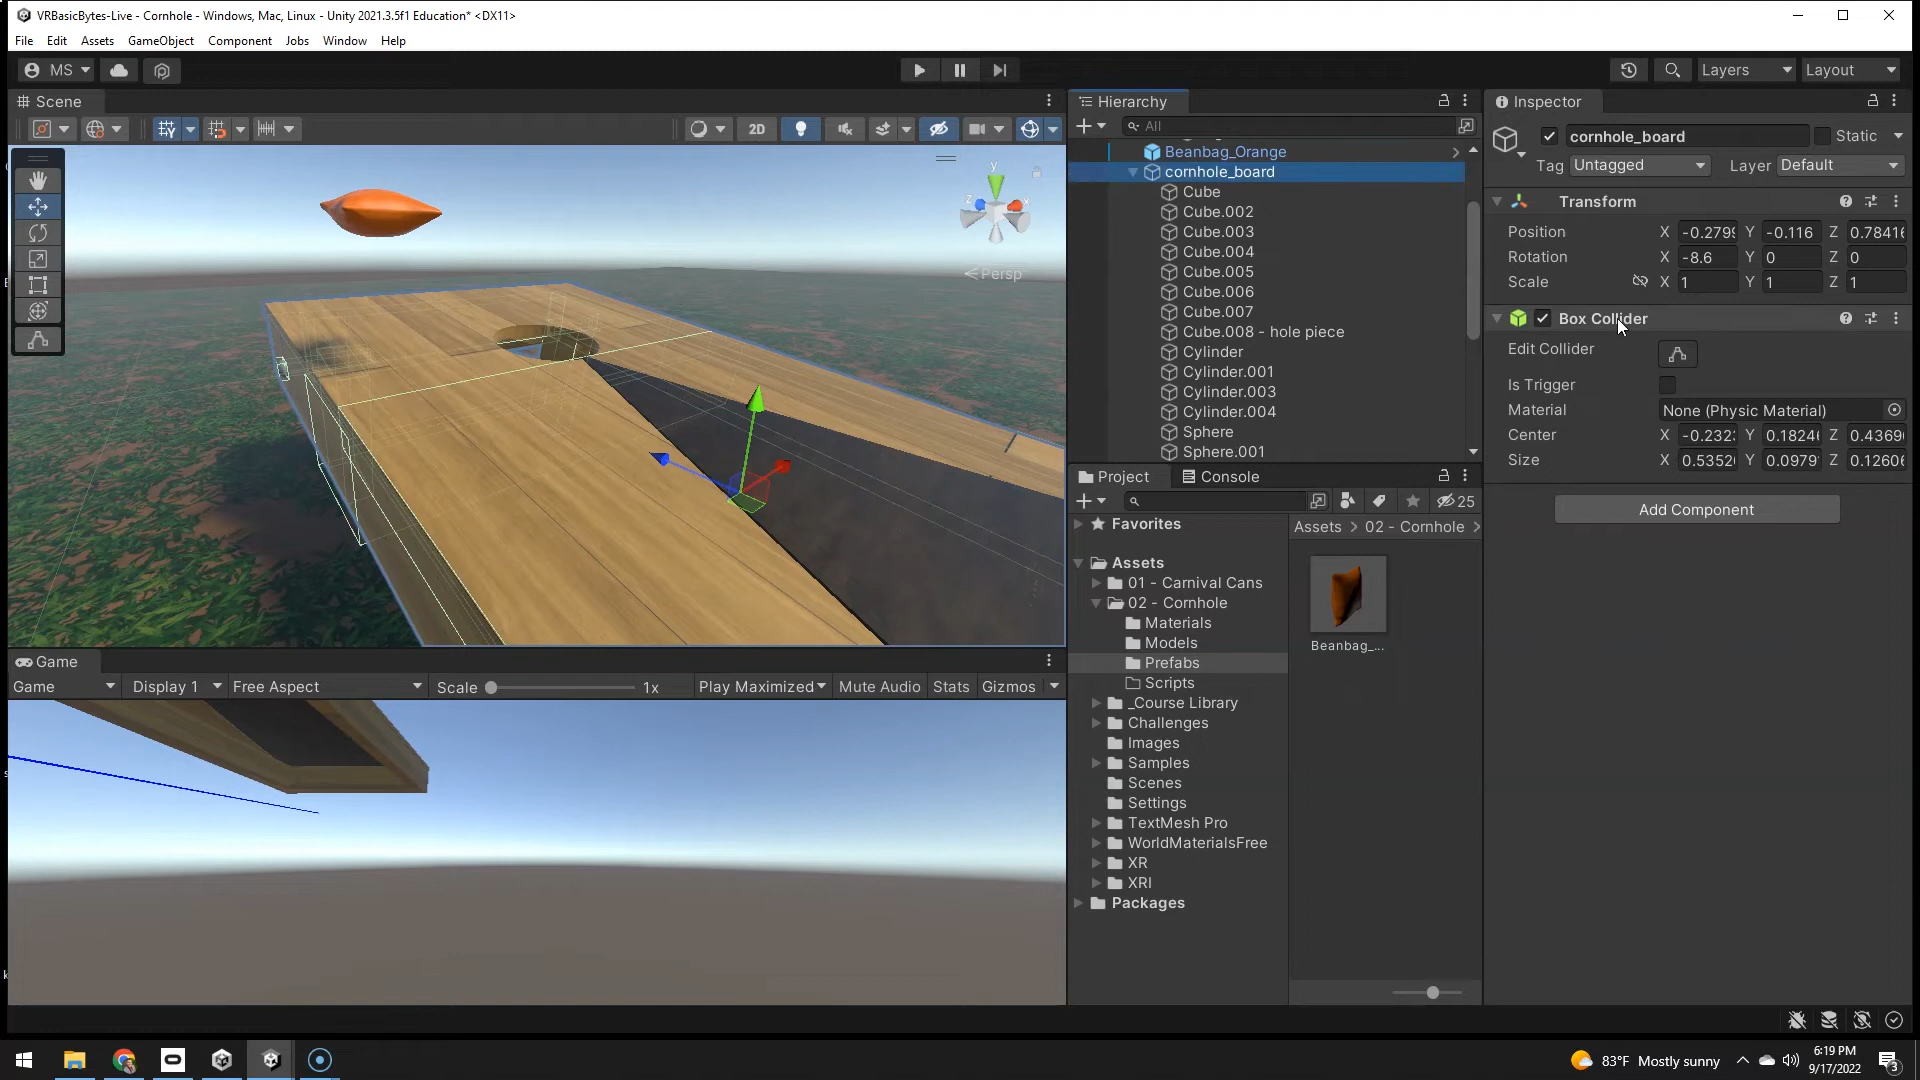 VRBasicBytes-Live - Cornhole - Windows, Mac, Linux - Unity 2021.3.5f1 Education* <DX11>
File Edit Assets GameObject Component Jobs Window Help
MS Layers Layout
Scene
2D
y
x
z
Persp
Game
Game Display 1 Free Aspect Scale 1x Play Maximized Mute Audio Stats Gizmos
Hierarchy
All
Beanbag_Orange
cornhole_board
Cube
Cube.002
Cube.003
Cube.004
Cube.005
Cube.006
Cube.007
Cube.008 - hole piece
Cylinder
Cylinder.001
Cylinder.003
Cylinder.004
Sphere
Sphere.001
Project Console
25
Favorites
Assets
01 - Carnival Cans
02 - Cornhole
Materials
Models
Prefabs
Scripts
_Course Library
Challenges
Images
Samples
Scenes
Settings
TextMesh Pro
WorldMaterialsFree
XR
XRI
Packages
Assets > 02 - Cornhole >
Beanbag_...
Inspector
cornhole_board Static
Tag Untagged Layer Default
Transform
Position X -0.2799 Y -0.116 Z 0.78416
Rotation X -8.6 Y 0 Z 0
Scale X 1 Y 1 Z 1
Box Collider
Edit Collider
Is Trigger
Material None (Physic Material)
Center X -0.232 Y 0.1824 Z 0.4369
Size X 0.5352 Y 0.0979 Z 0.12606
Add Component
83°F Mostly sunny
6:19 PM
9/17/2022
3